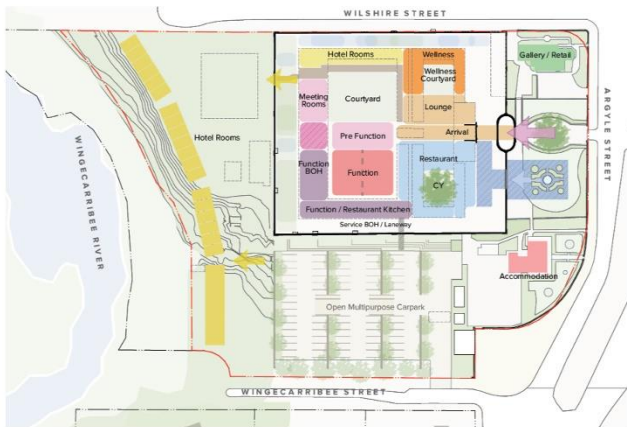 WILSHIRE STREET
Hotel Rooms
Wellness
Gallery / Retail
Wellness
Courtyard
Meeting
Rooms
Courtyard
Lounge
ARGYLE STREET
Hotel Rooms
Pre Function
Arrival
WINGECARRIBEE RIVER
Function
BOH
Function
Restaurant
CY
Function / Restaurant Kitchen
Service BOH / Laneway
Accommodation
Open Multipurpose Carpark
WINGECARRIBEE STREET